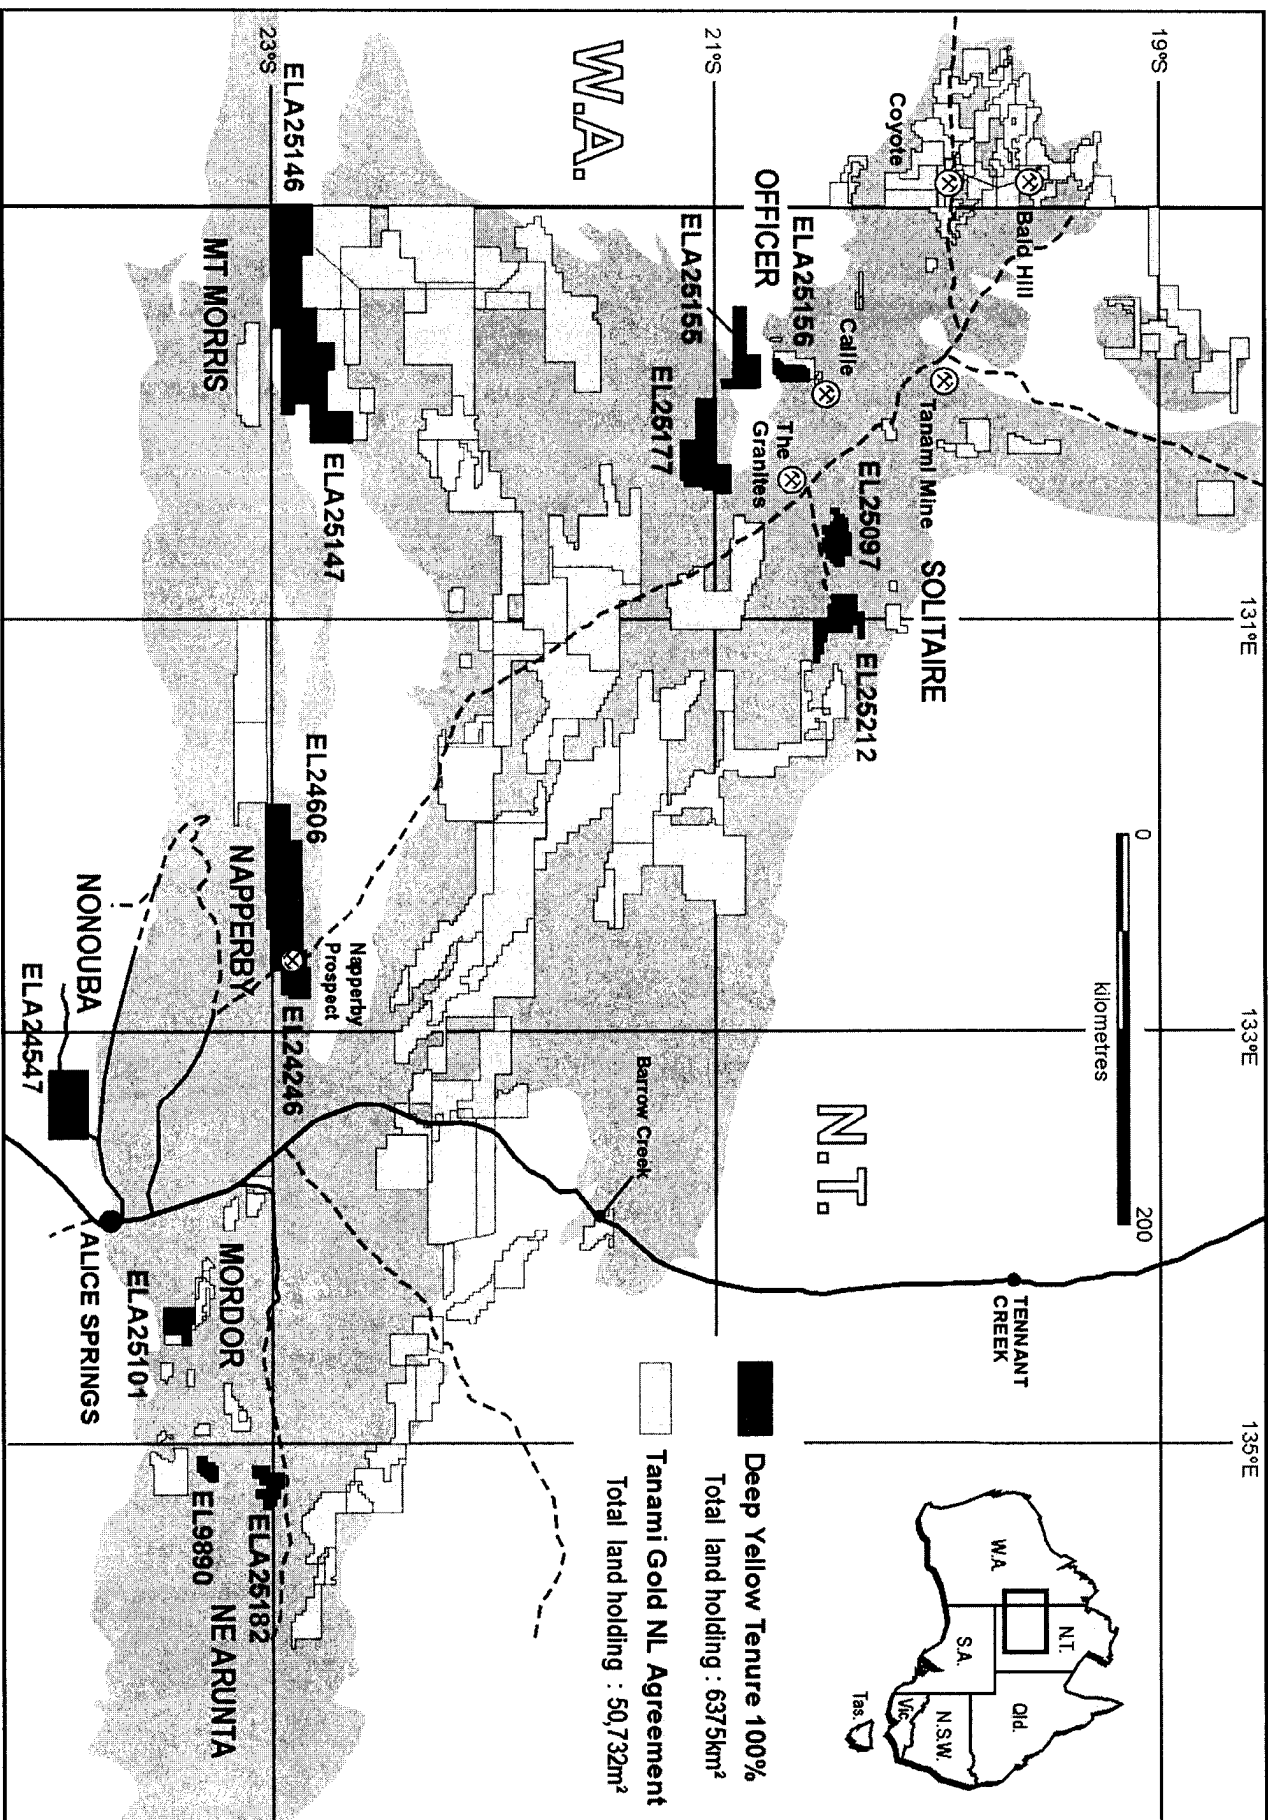 131°E
133°E
135°E
19°S
21°S
23°S
W.A.
N.T.
0
200
kilometres
Coyote
Bald Hill
Tanami Mine
Callie
The
Granites
OFFICER
ELA25156
ELA25155
EL25177
SOLITAIRE
EL25097
EL25212
ELA25146
MT MORRIS
ELA25147
EL24606
NAPPERBY
Napperby
Prospect
EL24246
NONOUBA
ELA24547
Barrow Creek
TENNANT
CREEK
ALICE SPRINGS
MORDOR
ELA25101
EL9890
ELA25182
NE ARUNTA
Deep Yellow Tenure 100%
Total land holding : 6375km²
Tanami Gold NL Agreement
Total land holding : 50,732m²
W.A.
N.T.
Qld.
S.A.
N.S.W.
Vic
Tas.